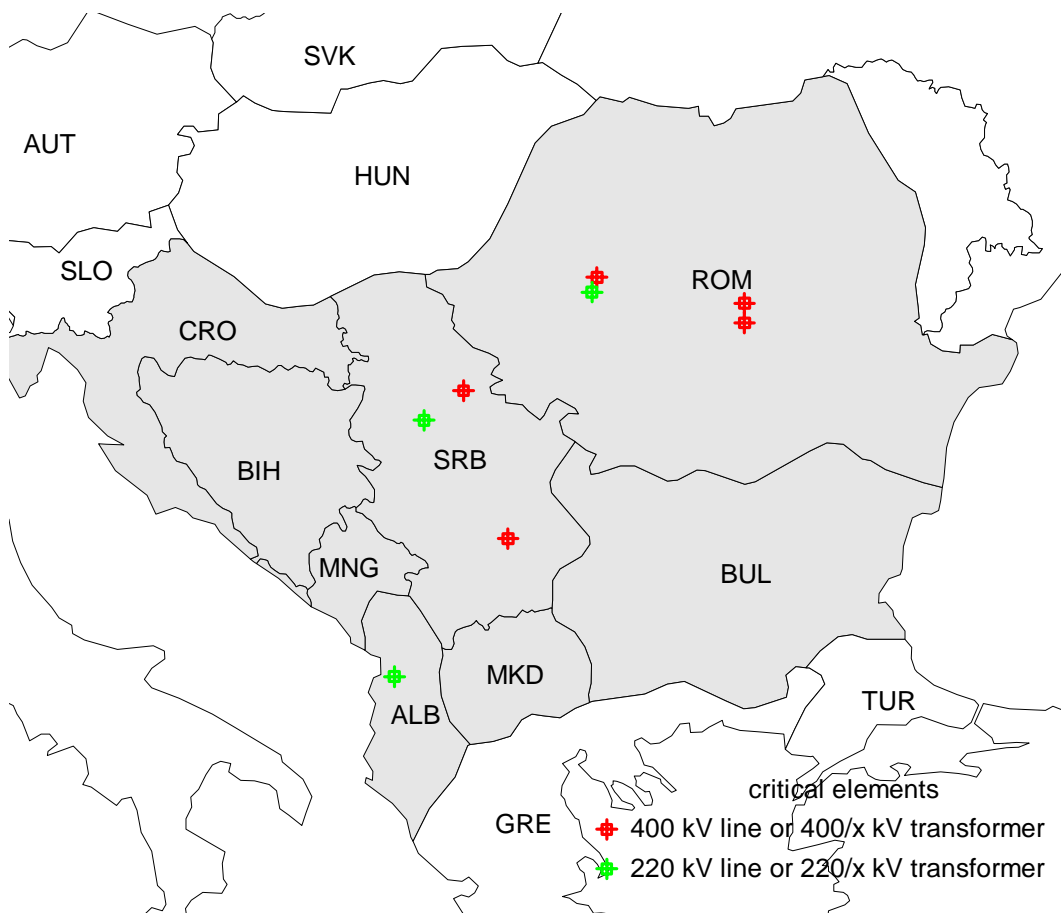 SVK
AUT
HUN
SLO
ROM
CRO
SRB
BIH
MNG
BUL
MKD
TUR
ALB
critical elements
GRE
400 kV line or 400/x kV transformer
220 kV line or 220/x kV transformer